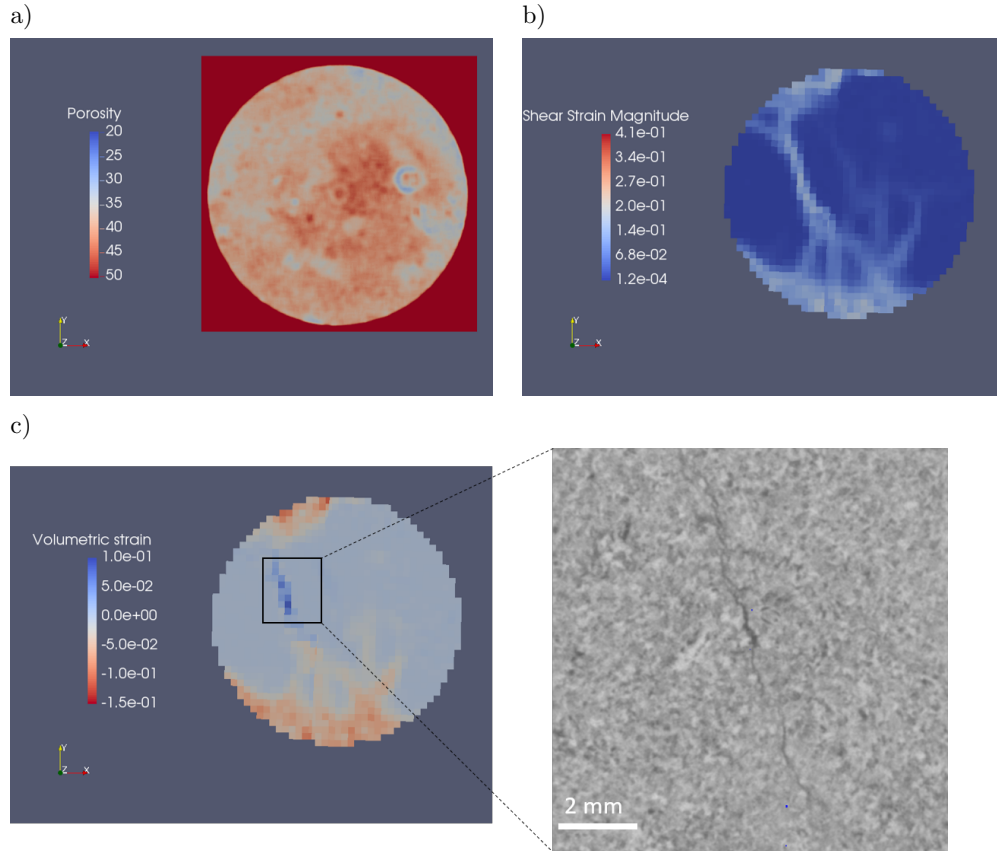 a)
Porosity
20
25
30
35
40
45
50
Y
Z
X
b)
Shear Strain Magnitude
4.1e-01
3.4e-01
2.7e-01
2.0e-01
1.4e-01
6.8e-02
1.2e-04
Y
Z
X
c)
Volumetric strain
1.0e-01
5.0e-02
0.0e+00
-5.0e-02
-1.0e-01
-1.5e-01
Y
Z
X
2 mm